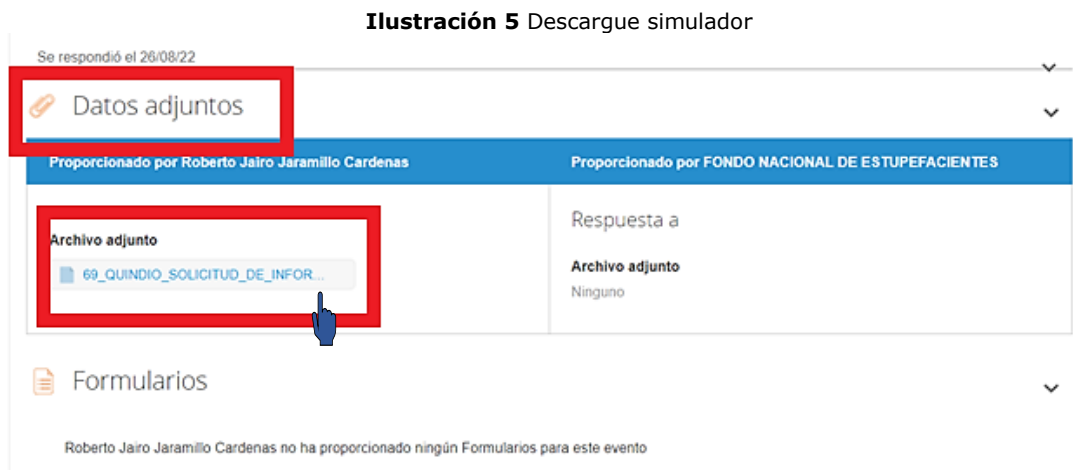 Ilustración 5 Descargue simulador
Se respondió el 26/08/22
Datos adjuntos
Proporcionado por Roberto Jairo Jaramillo Cardenas
Proporcionado por FONDO NACIONAL DE ESTUPEFACIENTES
Archivo adjunto
69_QUINDIO_SOLICITUD_DE_INFOR...
Respuesta a
Archivo adjunto
Ninguno
Formularios
Roberto Jairo Jaramillo Cardenas no ha proporcionado ningún Formularios para este evento